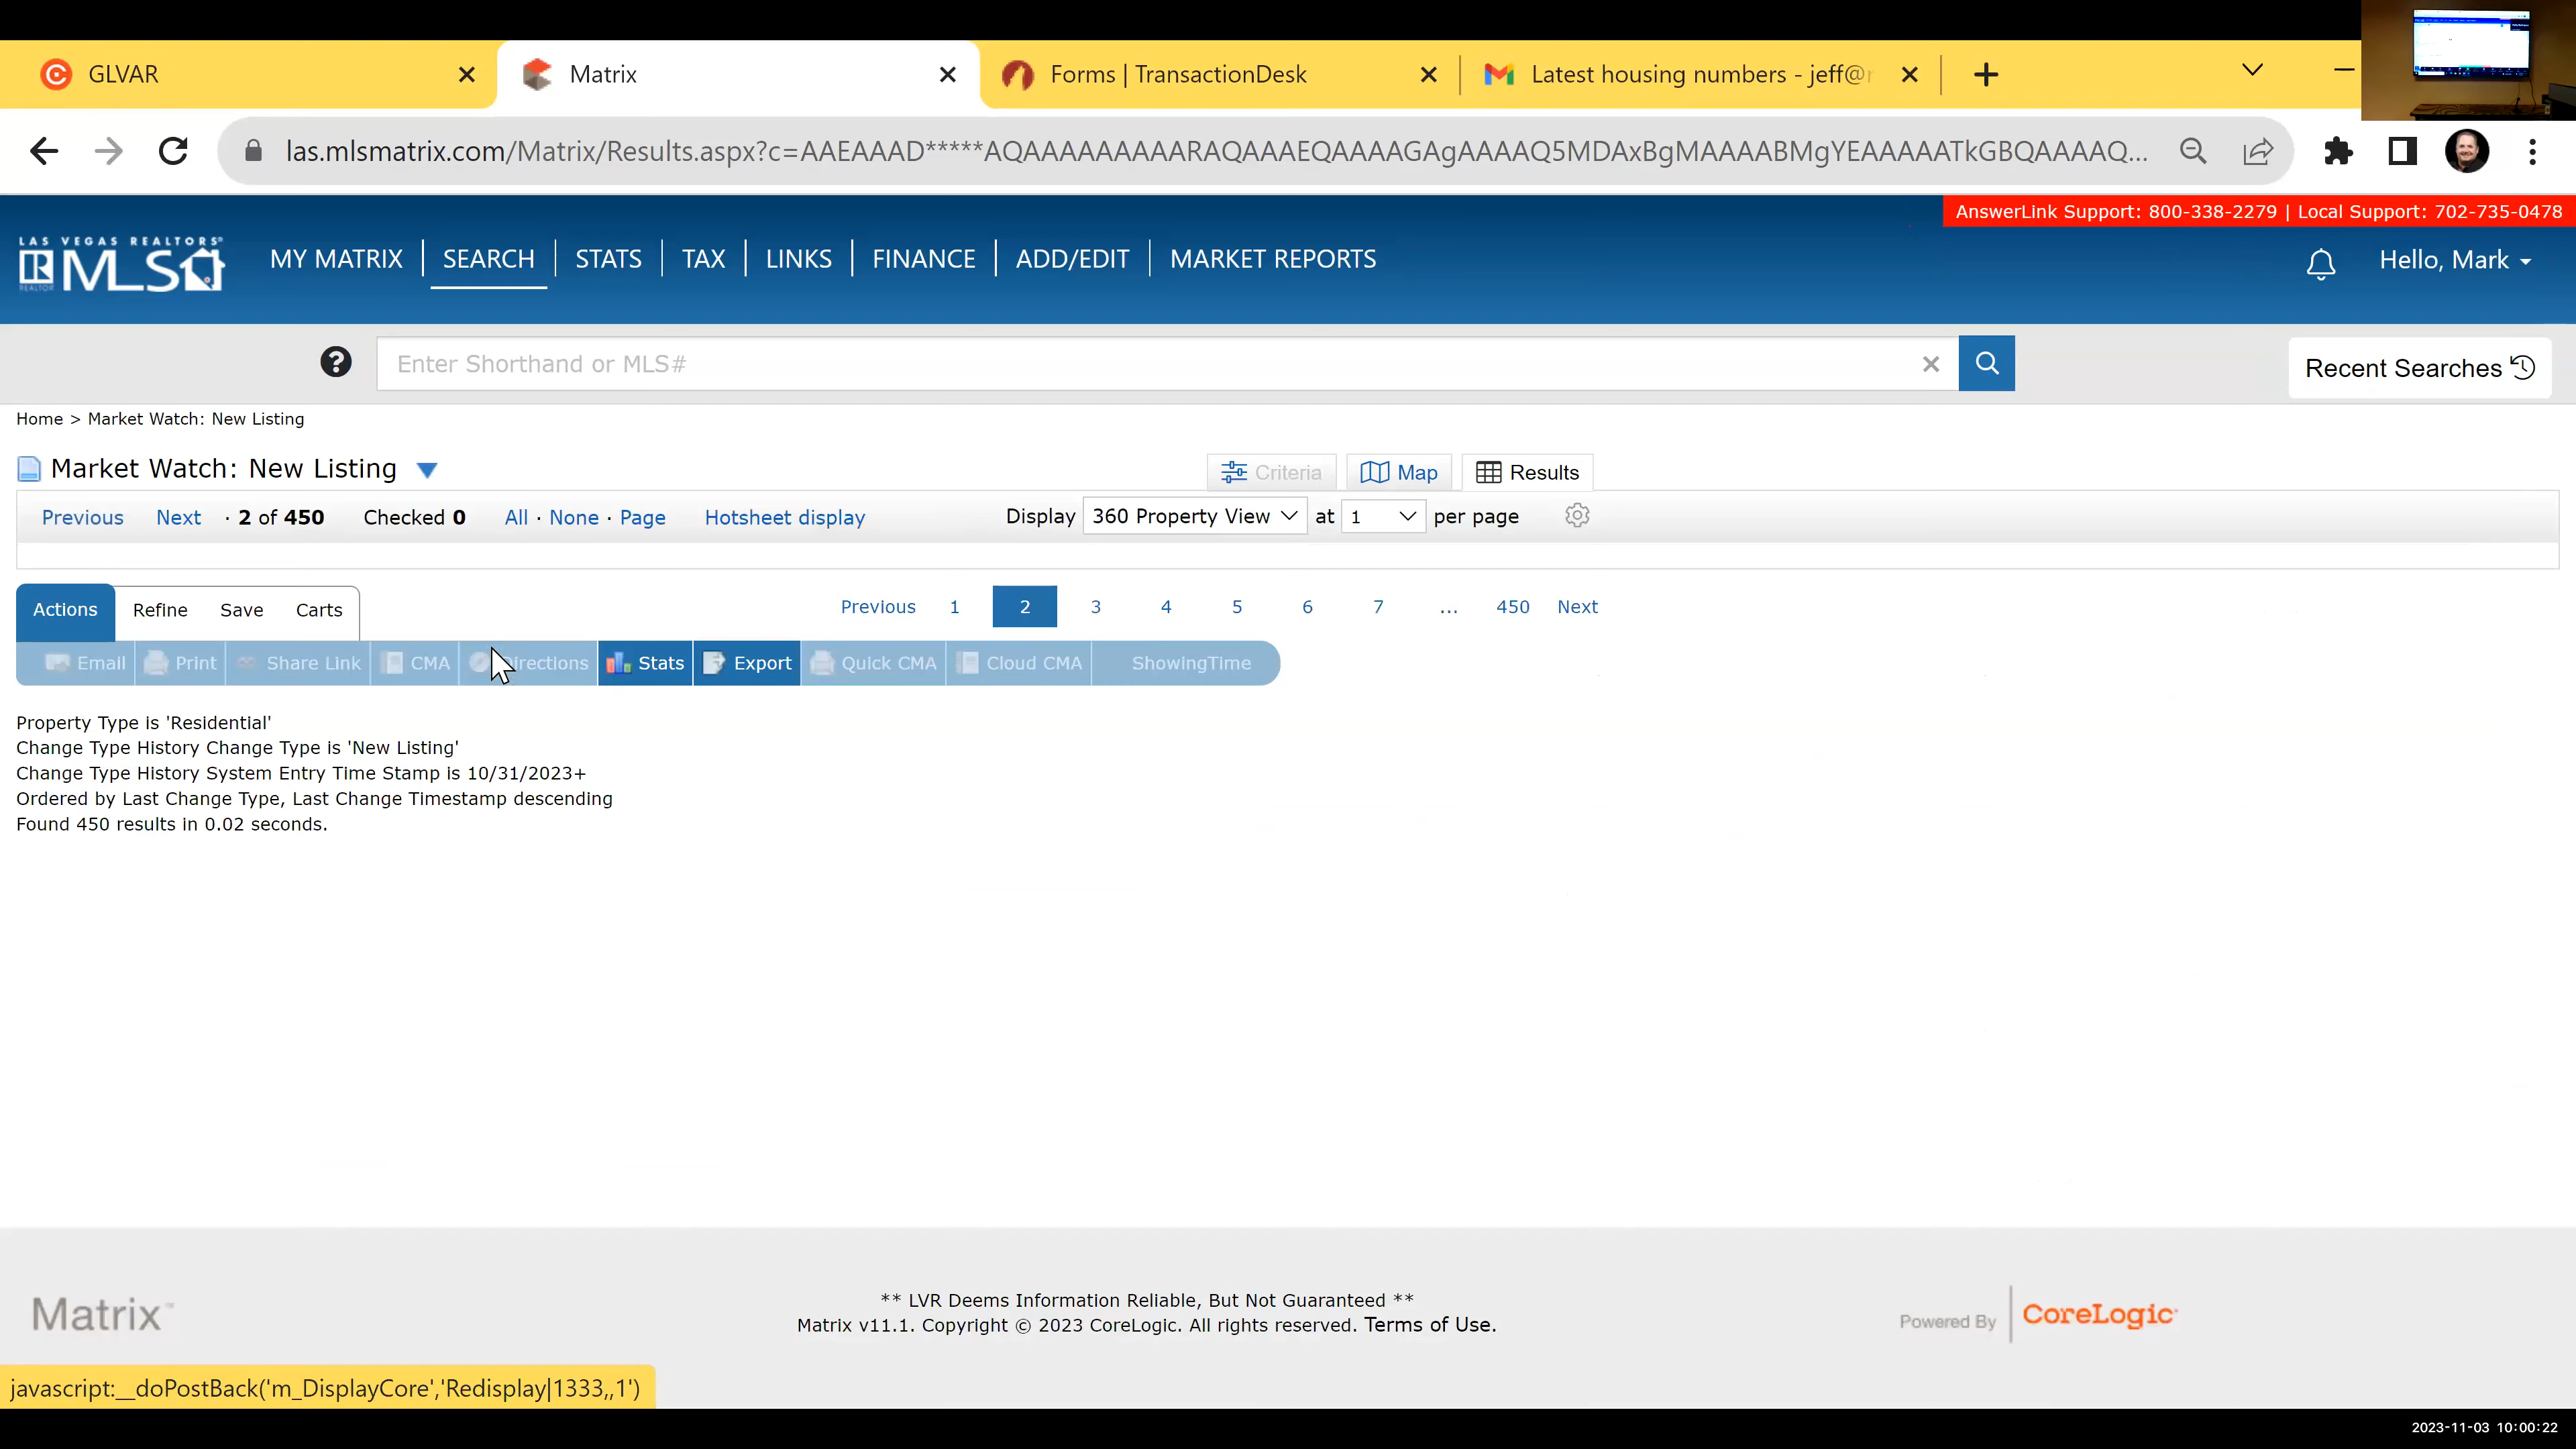 GLVAR
Matrix
Forms | TransactionDesk
Latest housing numbers - jeff@r
las.mlsmatrix.com/Matrix/Results.aspx?c=AAEAAAD*****AQAAAAAAAAARAQAAAEQAAAAGAgAAAAQ5MDAxBgMAAAABMgYEAAAAATkGBQAAAAQ...
AnswerLink Support: 800-338-2279 | Local Support: 702-735-0478
LAS VEGAS REALTORS®
MLS
REALTOR
MY MATRIX
SEARCH
STATS
TAX
LINKS
FINANCE
ADD/EDIT
MARKET REPORTS
Hello, Mark
Enter Shorthand or MLS#
Recent Searches
Home > Market Watch: New Listing
Market Watch: New Listing
Criteria
Map
Results
Previous Next · 2 of 450 Checked 0 All · None · Page Hotsheet display Display 360 Property View at 1 per page
Actions Refine Save Carts
Previous 1 2 3 4 5 6 7 ... 450 Next
Email Print Share Link CMA Directions Stats Export Quick CMA Cloud CMA ShowingTime
Property Type is 'Residential'
Change Type History Change Type is 'New Listing'
Change Type History System Entry Time Stamp is 10/31/2023+
Ordered by Last Change Type, Last Change Timestamp descending
Found 450 results in 0.02 seconds.
Matrix™
** LVR Deems Information Reliable, But Not Guaranteed **
Matrix v11.1. Copyright © 2023 CoreLogic. All rights reserved. Terms of Use.
Powered By CoreLogic
javascript:__doPostBack('m_DisplayCore','Redisplay|1333,,1')
2023-11-03 10:00:22